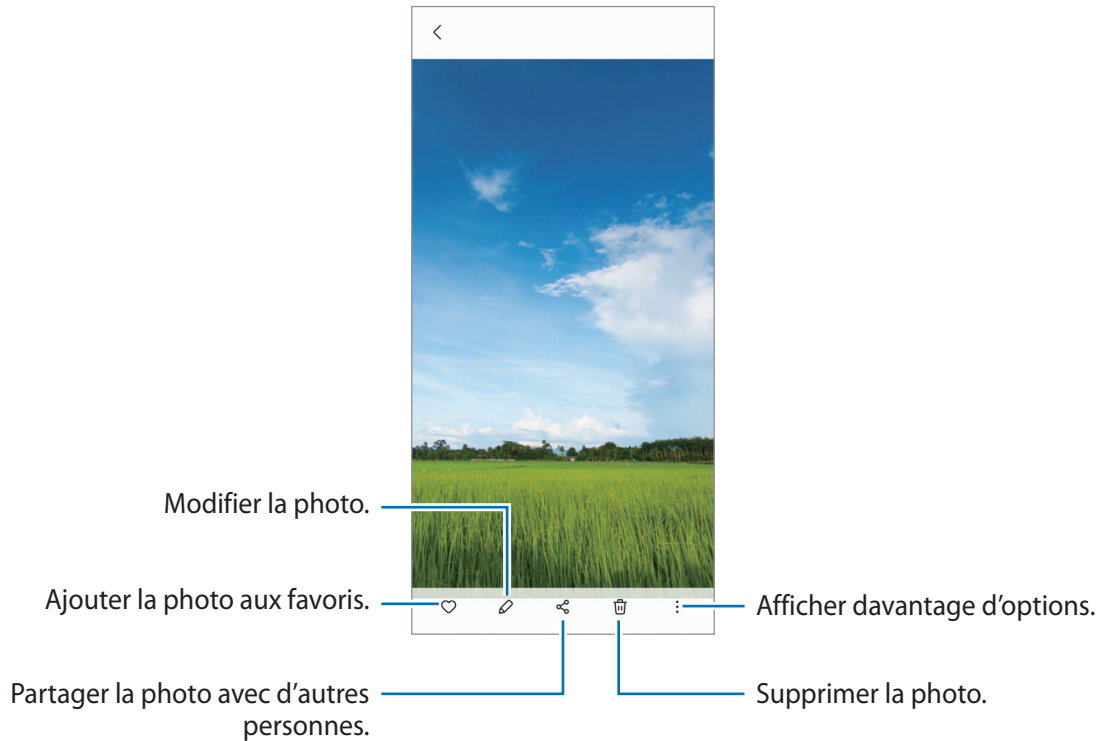 Modifier la photo.
Ajouter la photo aux favoris.
Afficher davantage d'options.
Partager la photo avec d'autres
personnes.
Supprimer la photo.